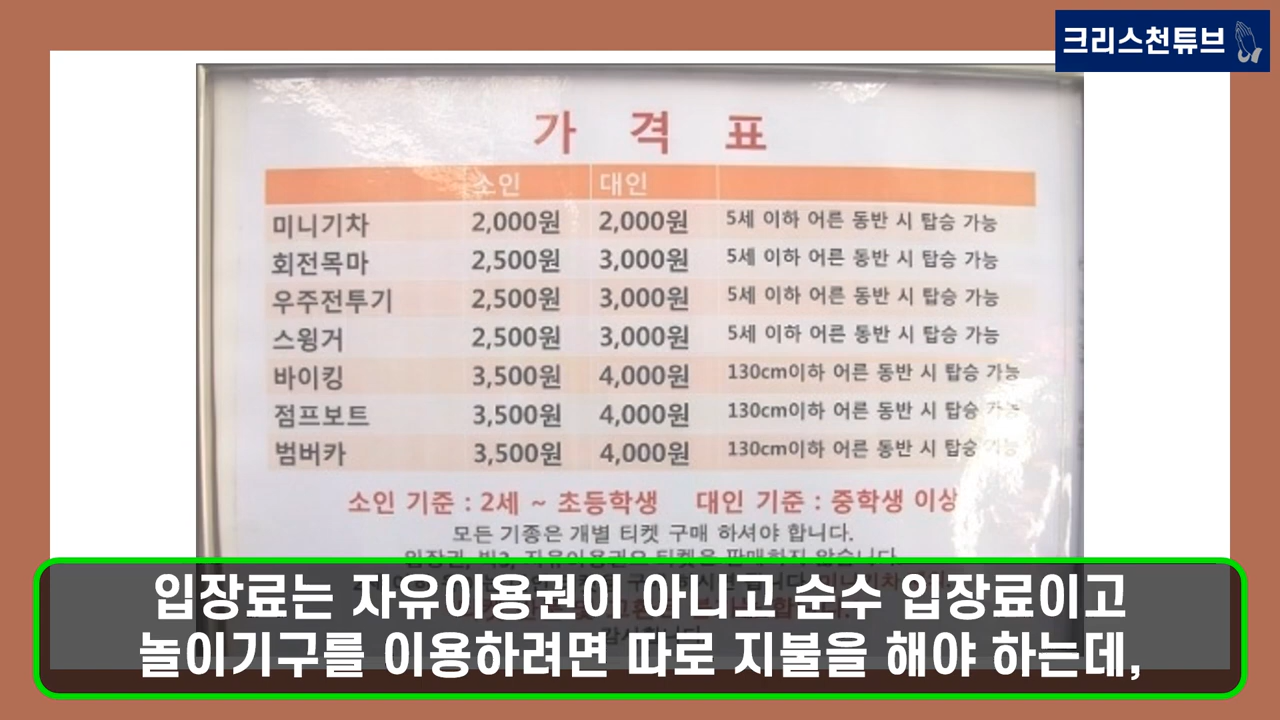 크리스천튜브
가 격 표
소인 대인
미니기차 2,000원 2,000원 5세 이하 어른 동반 시 탑승 가능
회전목마 2,500원 3,000원 5세 이하 어른 동반 시 탑승 가능
우주전투기 2,500원 3,000원 5세 이하 어른 동반 시 탑승 가능
스윙거 2,500원 3,000원 5세 이하 어른 동반 시 탑승 가능
바이킹 3,500원 4,000원 130cm이하 어른 동반 시 탑승 가능
점프보트 3,500원 4,000원 130cm이하 어른 동반 시 탑승 가능
범버카 3,500원 4,000원 130cm이하 어른 동반 시 탑승 가능
소인 기준 : 2세 ~ 초등학생 대인 기준 : 중학생 이상
모든 기종은 개별 티켓 구매 하셔야 합니다.
입장료는 자유이용권이 아니고 순수 입장료이고
놀이기구를 이용하려면 따로 지불을 해야 하는데,